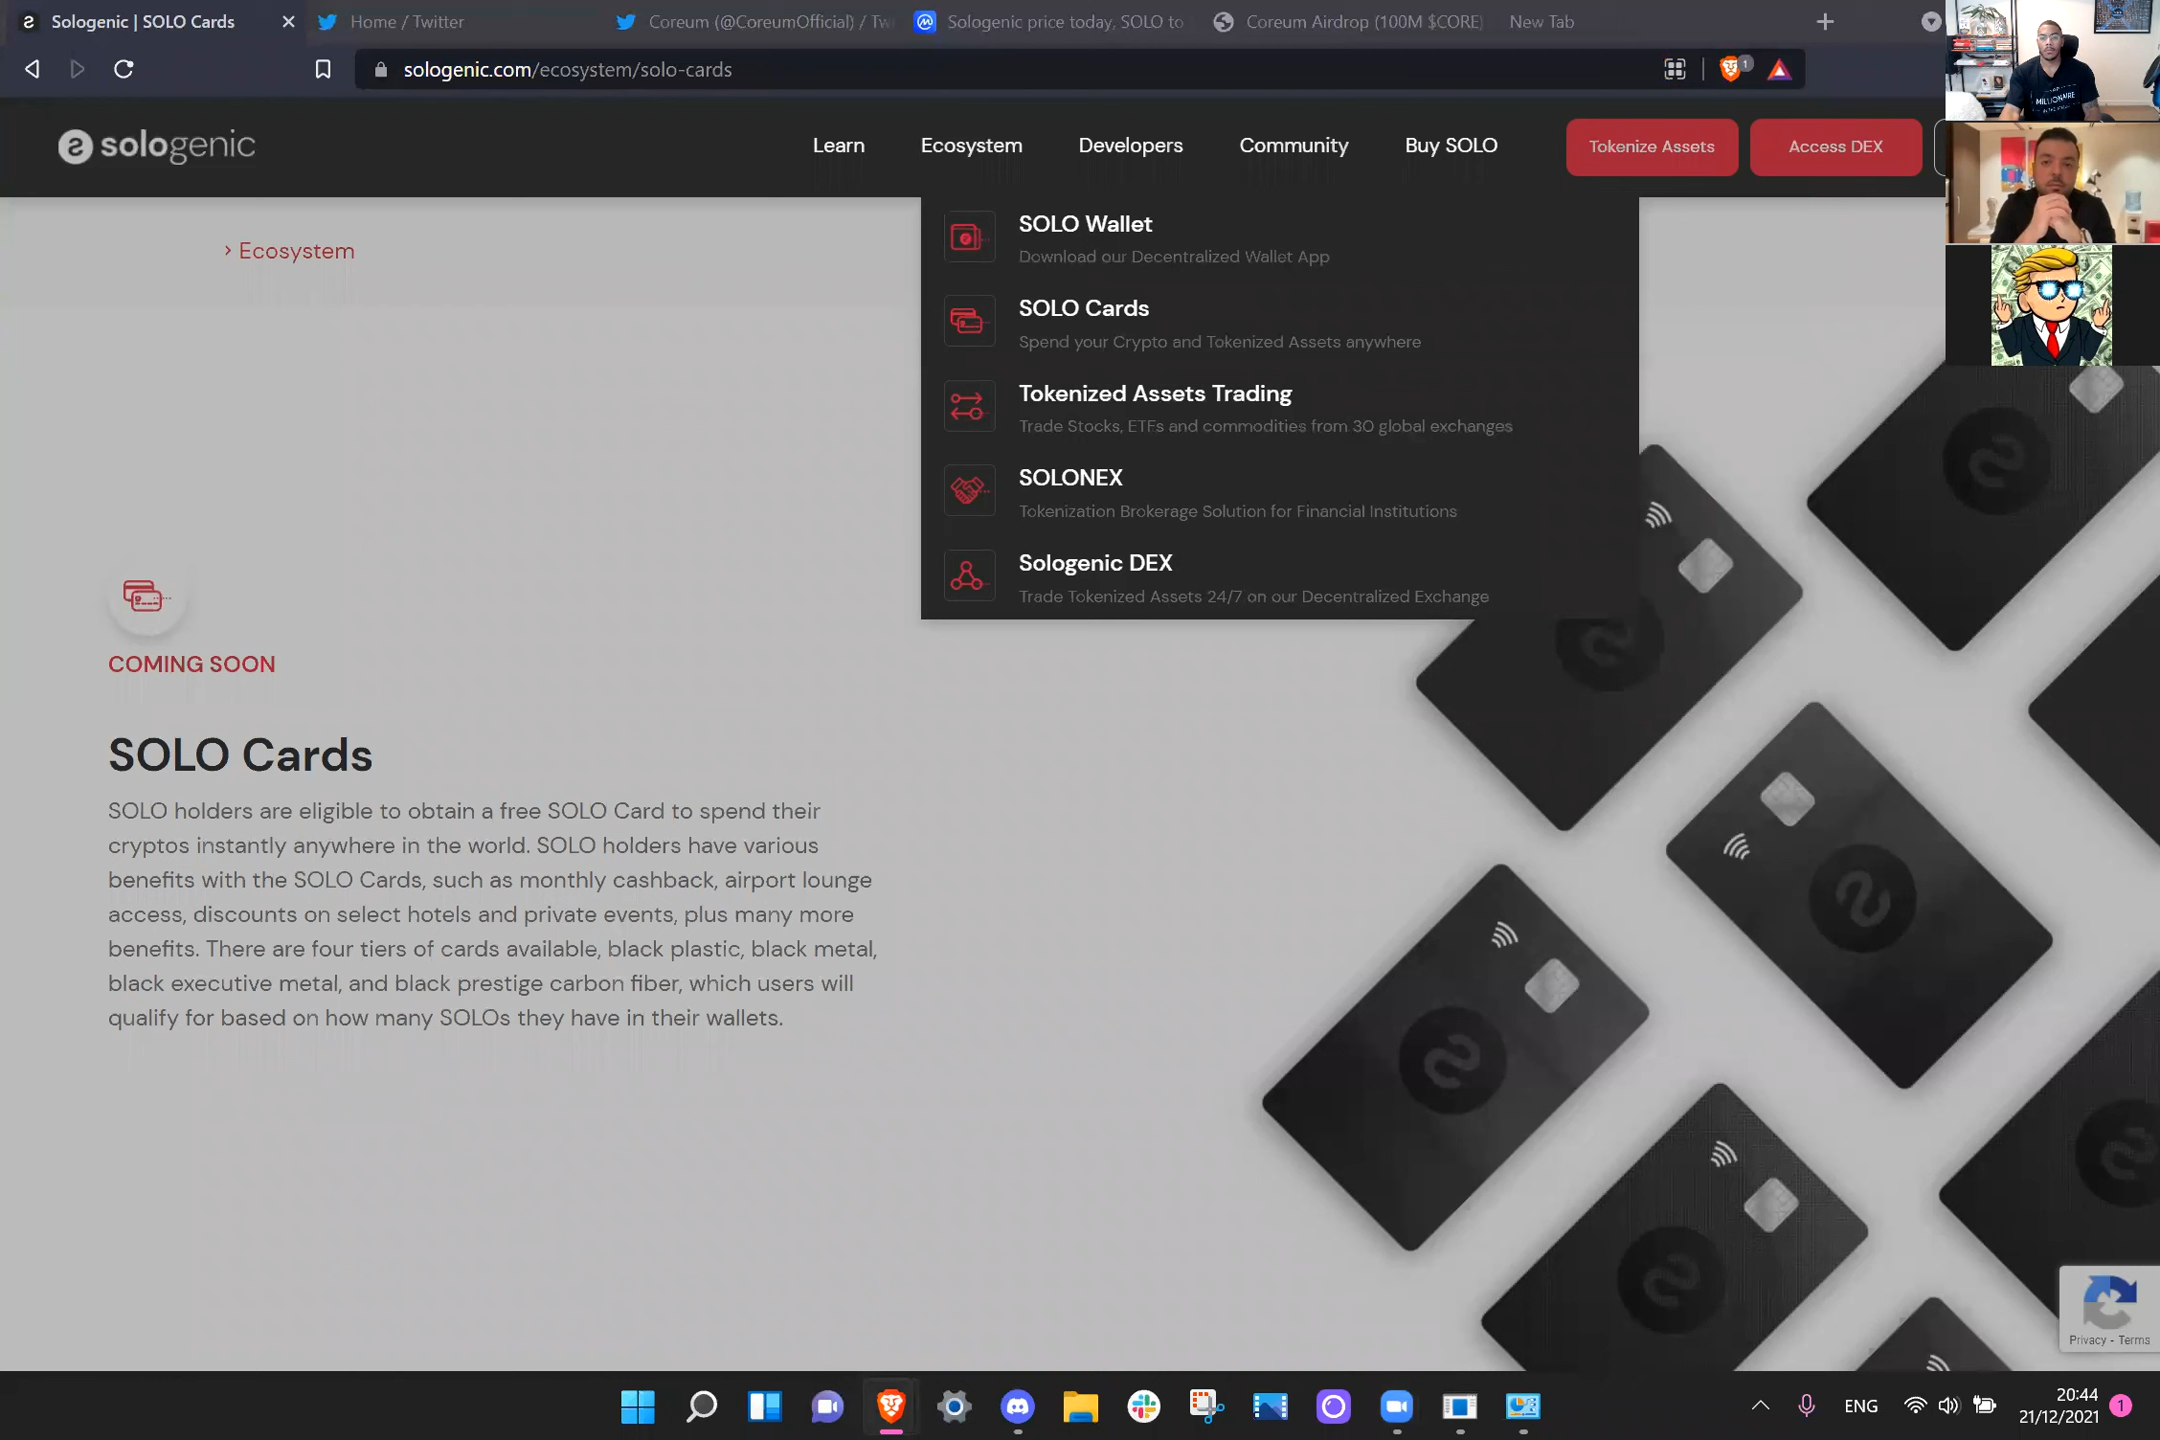 Sologenic | SOLO Cards
Home / Twitter
Coreum (@CoreumOfficial) / Tw
Sologenic price today, SOLO to
Coreum Airdrop (100M $CORE)
New Tab
sologenic.com/ecosystem/solo-cards
1
sologenic
Learn
Ecosystem
Developers
Community
Buy SOLO
Tokenize Assets
Access DEX
MILLIONAIRE
> Ecosystem
SOLO Wallet
Download our Decentralized Wallet App
SOLO Cards
Spend your Crypto and Tokenized Assets anywhere
Tokenized Assets Trading
Trade Stocks, ETFs and commodities from 30 global exchanges
SOLONEX
Tokenization Brokerage Solution for Financial Institutions
Sologenic DEX
Trade Tokenized Assets 24/7 on our Decentralized Exchange
COMING SOON
SOLO Cards
SOLO holders are eligible to obtain a free SOLO Card to spend their
cryptos instantly anywhere in the world. SOLO holders have various
benefits with the SOLO Cards, such as monthly cashback, airport lounge
access, discounts on select hotels and private events, plus many more
benefits. There are four tiers of cards available, black plastic, black metal,
black executive metal, and black prestige carbon fiber, which users will
qualify for based on how many SOLOs they have in their wallets.
Privacy - Terms
ENG
20:44
21/12/2021
1